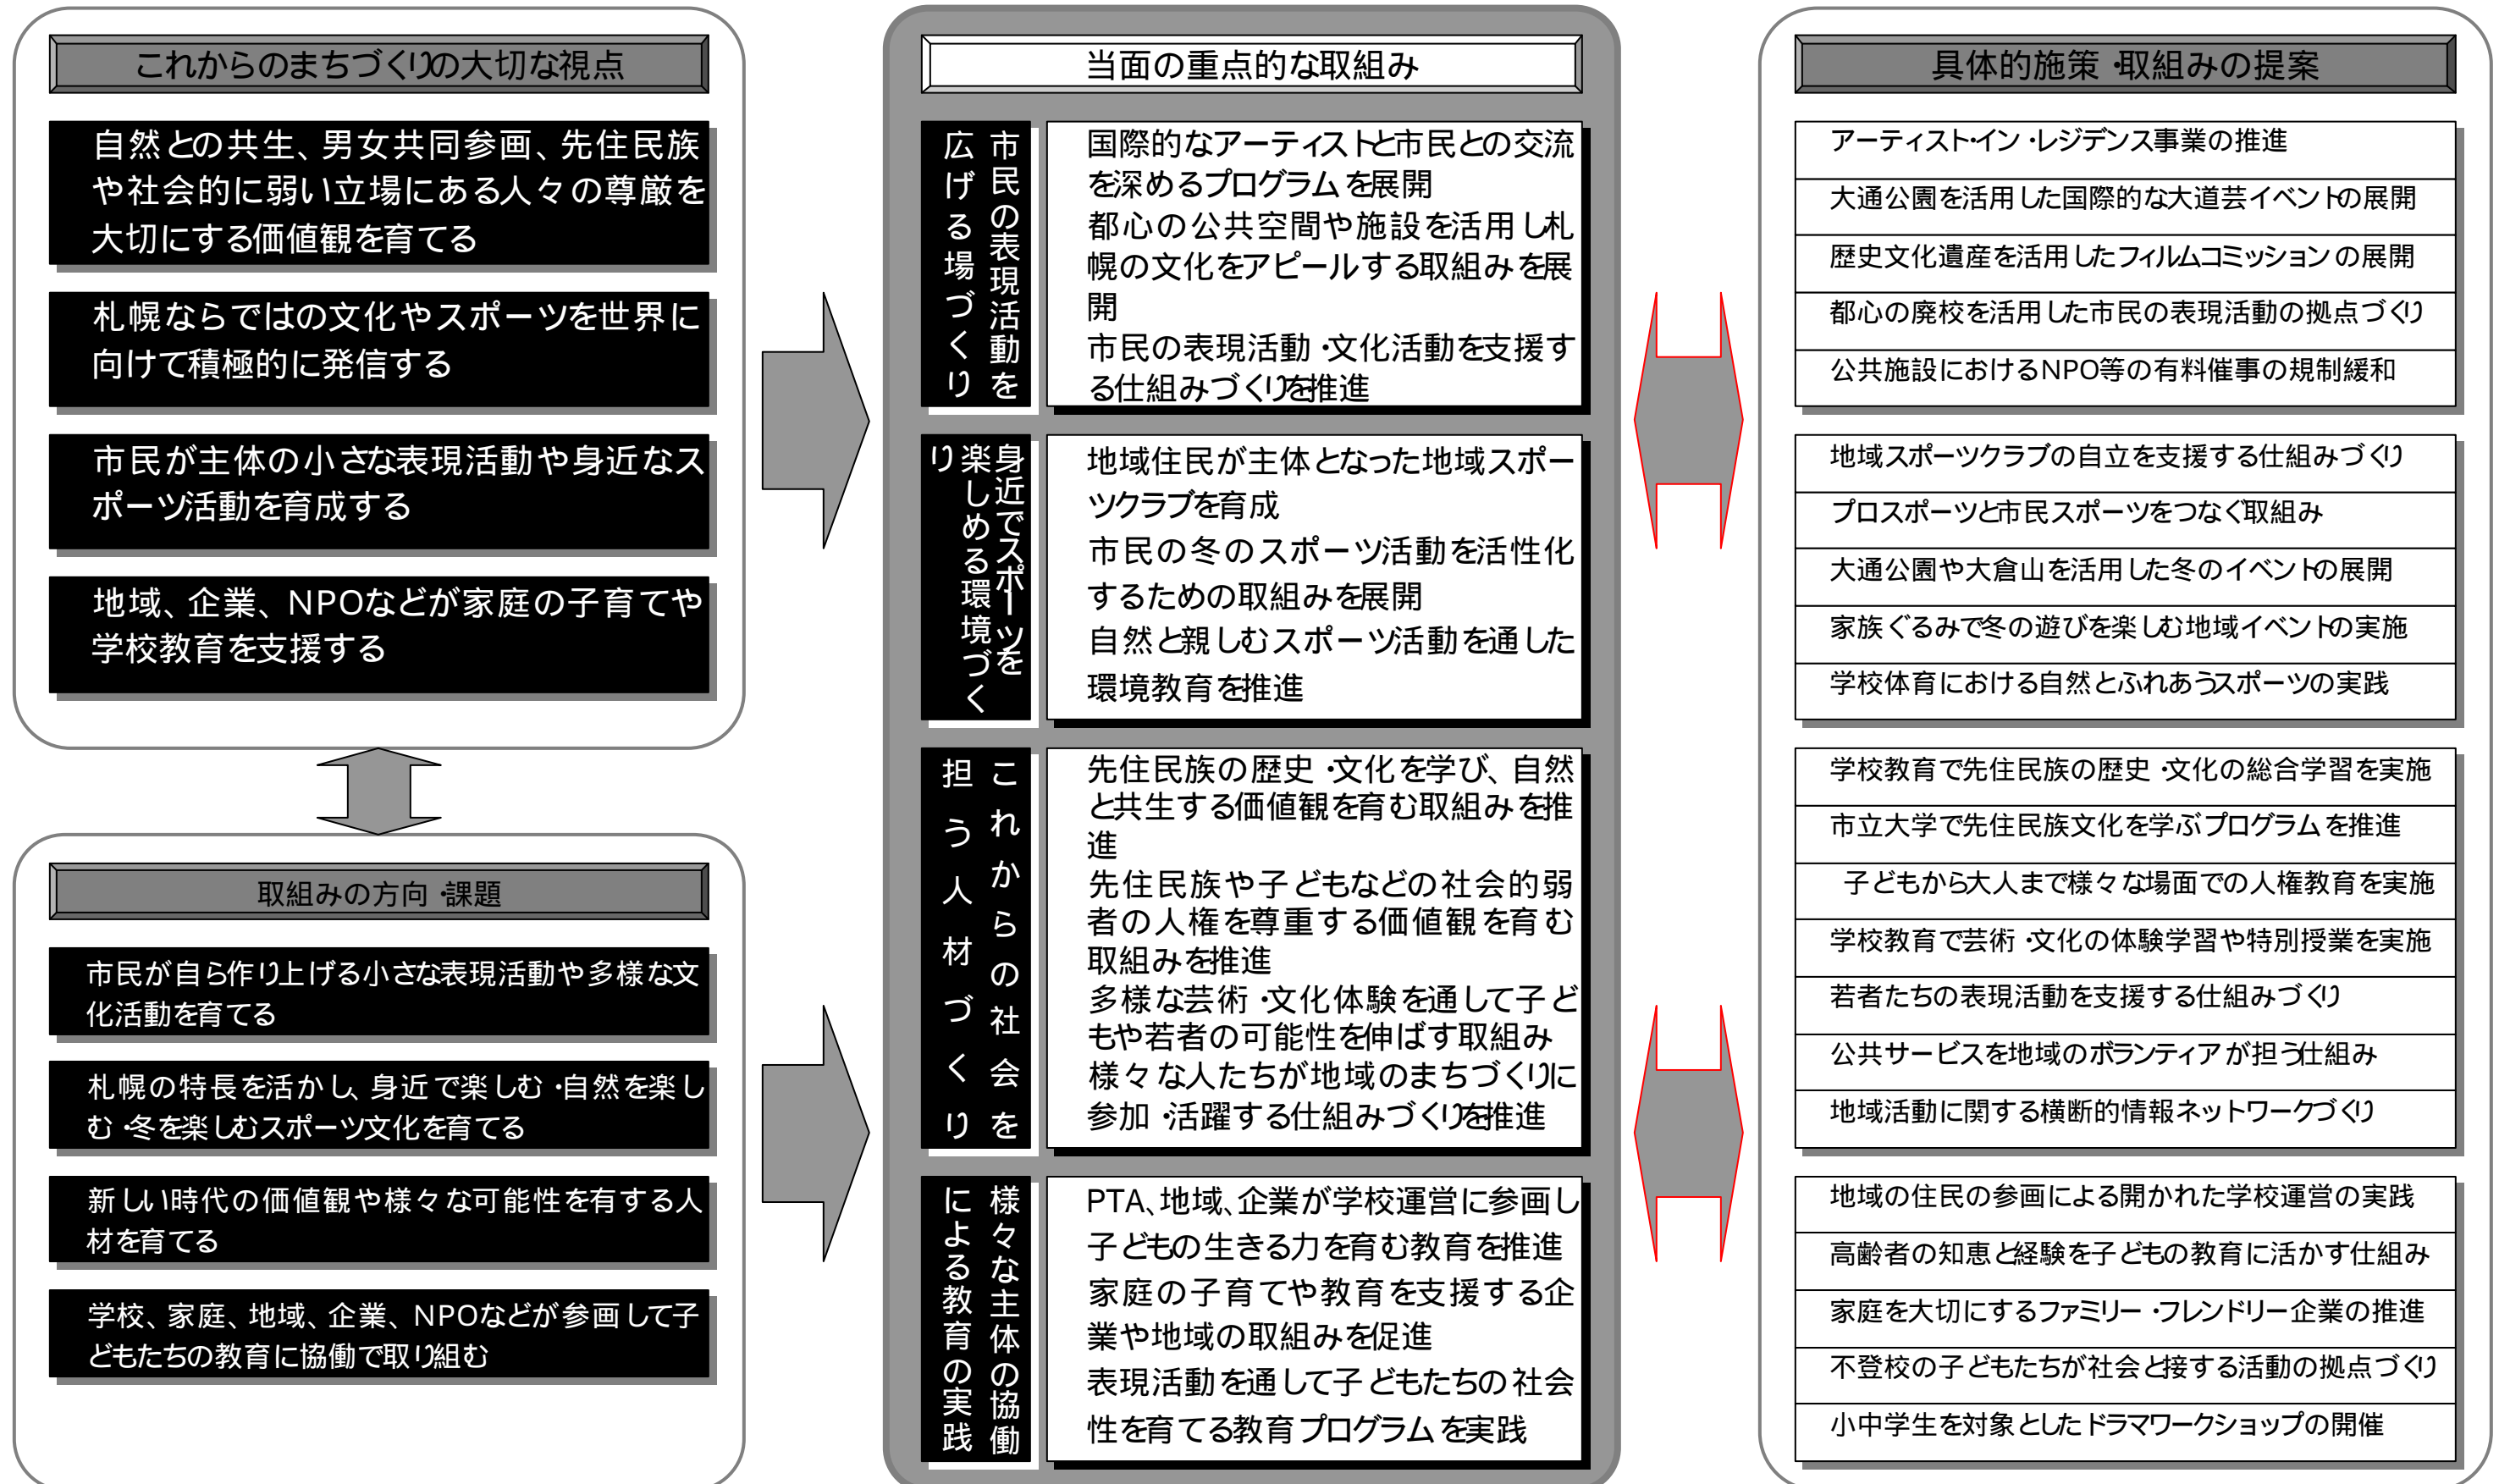 これからのまちづくりの大切な視点
自然との共生、男女共同参画、先住民族
や社会的に弱い立場にある人々の尊厳を
大切にする価値観を育てる
札幌ならではの文化やスポーツを世界に
向けて積極的に発信する
市民が主体の小さな表現活動や身近なス
ポーツ活動を育成する
地域、企業、NPOなどが家庭の子育てや
学校教育を支援する
取組みの方向・課題
市民が自ら作り上げる小さな表現活動や多様な文
化活動を育てる
札幌の特長を活かし、身近で楽しむ・自然を楽し
む・冬を楽しむスポーツ文化を育てる
新しい時代の価値観や様々な可能性を有する人
材を育てる
学校、家庭、地域、企業、NPOなどが参画して子
どもたちの教育に協働で取り組む
当面の重点的な取組み
市民の表現活動を
広げる場づくり
国際的なアーティストと市民との交流
を深めるプログラムを展開
都心の公共空間や施設を活用し札
幌の文化をアピールする取組みを展
開
市民の表現活動・文化活動を支援す
る仕組みづくりを推進
身近でスポーツを
楽しめる環境づく
り
地域住民が主体となった地域スポー
ツクラブを育成
市民の冬のスポーツ活動を活性化
するための取組みを展開
自然と親しむスポーツ活動を通した
環境教育を推進
これからの社会を
担う人材づくり
先住民族の歴史・文化を学び、自然
と共生する価値観を育む取組みを推
進
先住民族や子どもなどの社会的弱
者の人権を尊重する価値観を育む
取組みを推進
多様な芸術・文化体験を通して子ど
もや若者の可能性を伸ばす取組み
様々な人たちが地域のまちづくりに
参加・活躍する仕組みづくりを推進
様々な主体の協働
による教育の実践
PTA、地域、企業が学校運営に参画し
子どもの生きる力を育む教育を推進
家庭の子育てや教育を支援する企
業や地域の取組みを促進
表現活動を通して子どもたちの社会
性を育てる教育プログラムを実践
具体的施策・取組みの提案
アーティスト・イン・レジデンス事業の推進
大通公園を活用した国際的な大道芸イベントの展開
歴史文化遺産を活用したフィルムコミッションの展開
都心の廃校を活用した市民の表現活動の拠点づくり
公共施設におけるNPO等の有料催事の規制緩和
地域スポーツクラブの自立を支援する仕組みづくり
プロスポーツと市民スポーツをつなぐ取組み
大通公園や大倉山を活用した冬のイベントの展開
家族ぐるみで冬の遊びを楽しむ地域イベントの実施
学校体育における自然とふれあうスポーツの実践
学校教育で先住民族の歴史・文化の総合学習を実施
市立大学で先住民族文化を学ぶプログラムを推進
子どもから大人まで様々な場面での人権教育を実施
学校教育で芸術・文化の体験学習や特別授業を実施
若者たちの表現活動を支援する仕組みづくり
公共サービスを地域のボランティアが担う仕組み
地域活動に関する横断的情報ネットワークづくり
地域の住民の参画による開かれた学校運営の実践
高齢者の知恵と経験を子どもの教育に活かす仕組み
家庭を大切にするファミリー・フレンドリー企業の推進
不登校の子どもたちが社会と接する活動の拠点づくり
小中学生を対象としたドラマワークショップの開催